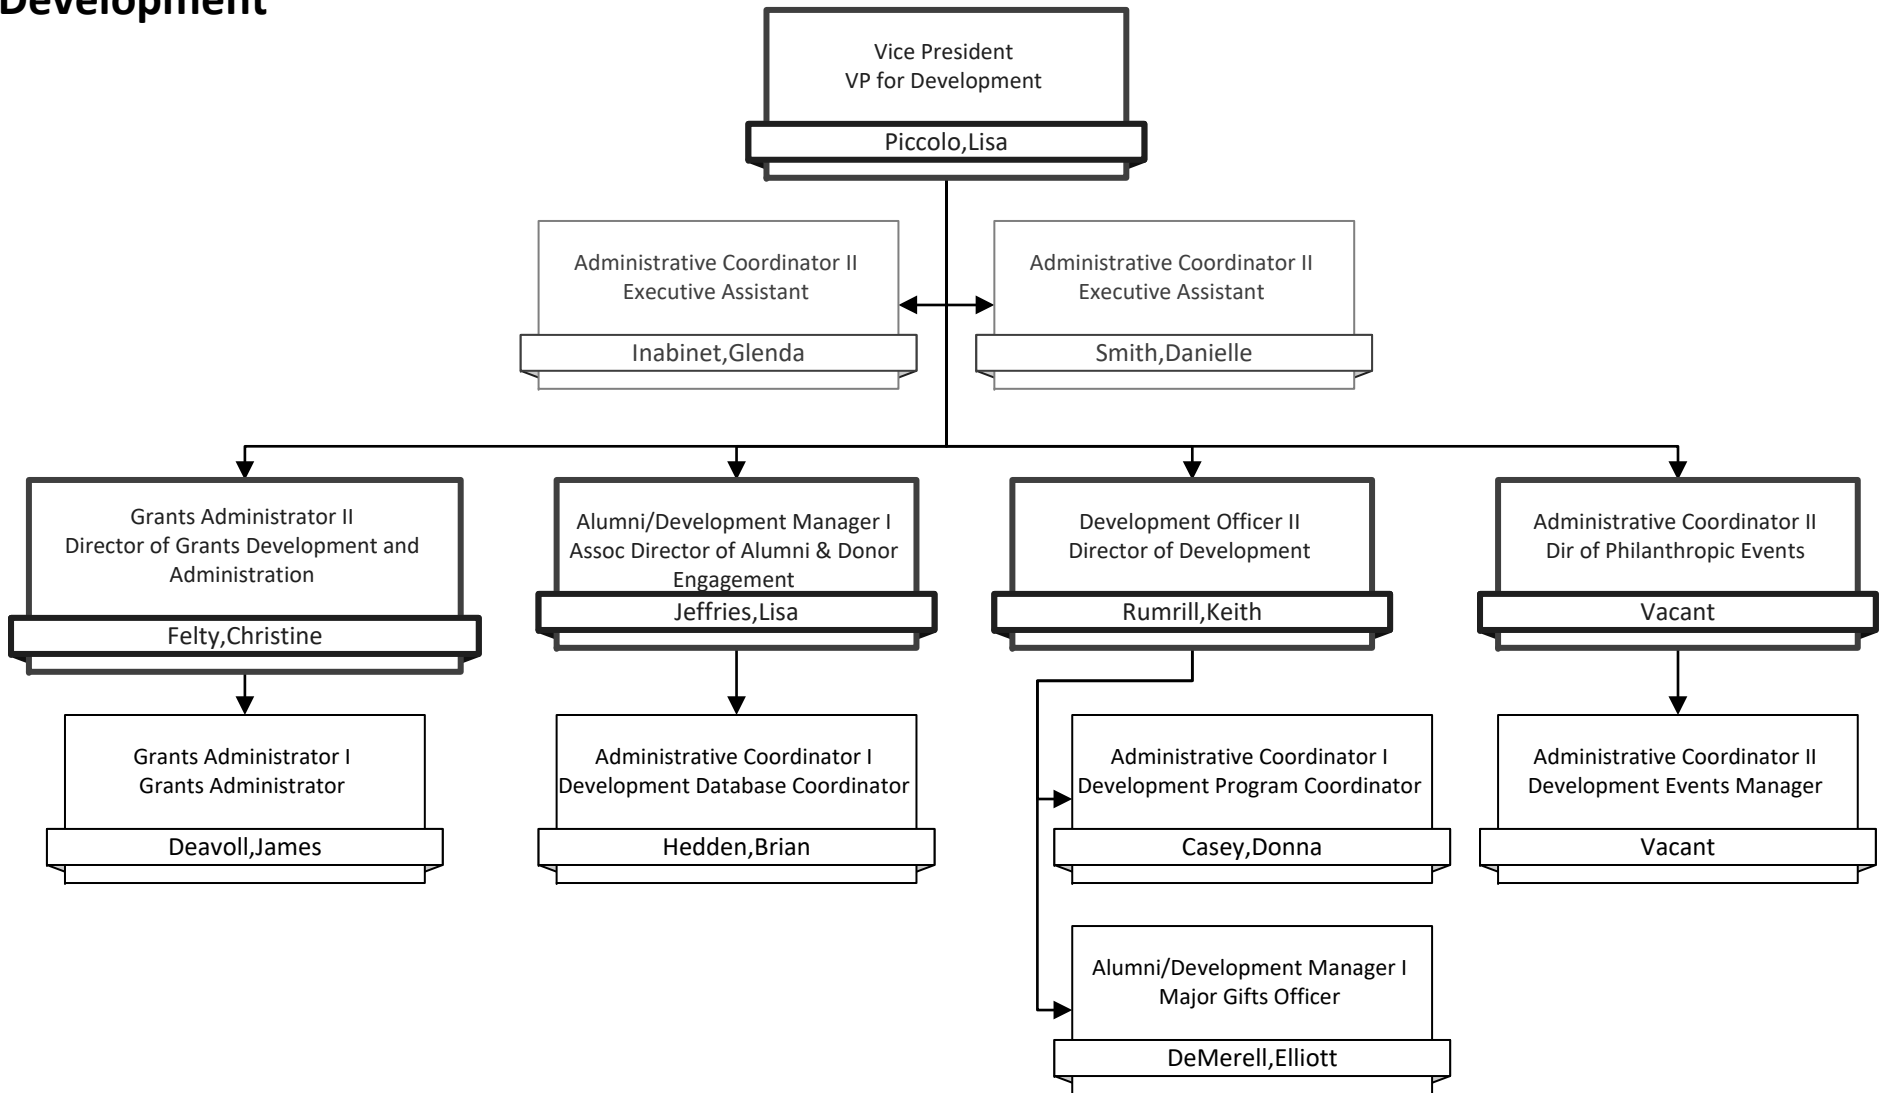 Development
Vice President
VP for Development
Piccolo,Lisa
Administrative Coordinator II
Executive Assistant
Inabinet,Glenda
Administrative Coordinator II
Executive Assistant
Smith,Danielle
Grants Administrator II
Director of Grants Development and
Administration
Felty,Christine
Alumni/Development Manager I
Assoc Director of Alumni & Donor
Engagement
Jeffries,Lisa
Development Officer II
Director of Development
Rumrill,Keith
Administrative Coordinator II
Dir of Philanthropic Events
Vacant
Grants Administrator I
Grants Administrator
Deavoll,James
Administrative Coordinator I
Development Database Coordinator
Hedden,Brian
Administrative Coordinator I
Development Program Coordinator
Casey,Donna
Administrative Coordinator II
Development Events Manager
Vacant
Alumni/Development Manager I
Major Gifts Officer
DeMerell,Elliott